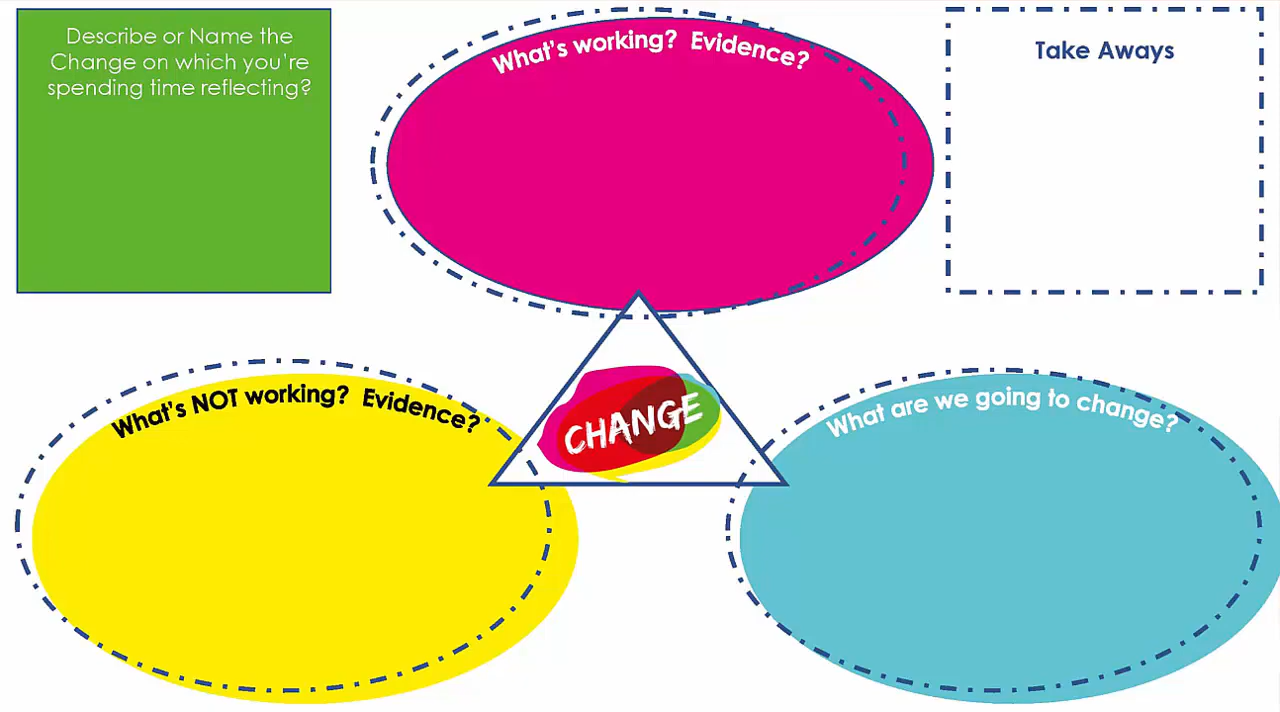 Describe or Name the
Change on which you're
spending time reflecting?
What's working? Evidence?
Take Aways
What's NOT working? Evidence?
CHANGE
What are we going to change?